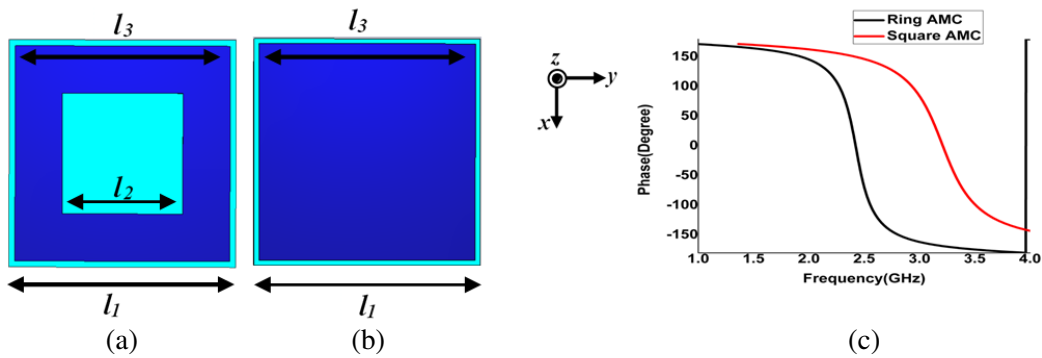 l3
l2
l1
(a)
l3
l1
(b)
z
y
x
Ring AMC
Square AMC
Phase(Degree)
150
100
50
0
-50
-100
-150
1.0 1.5 2.0 2.5 3.0 3.5 4.0
Frequency(GHz)
(c)